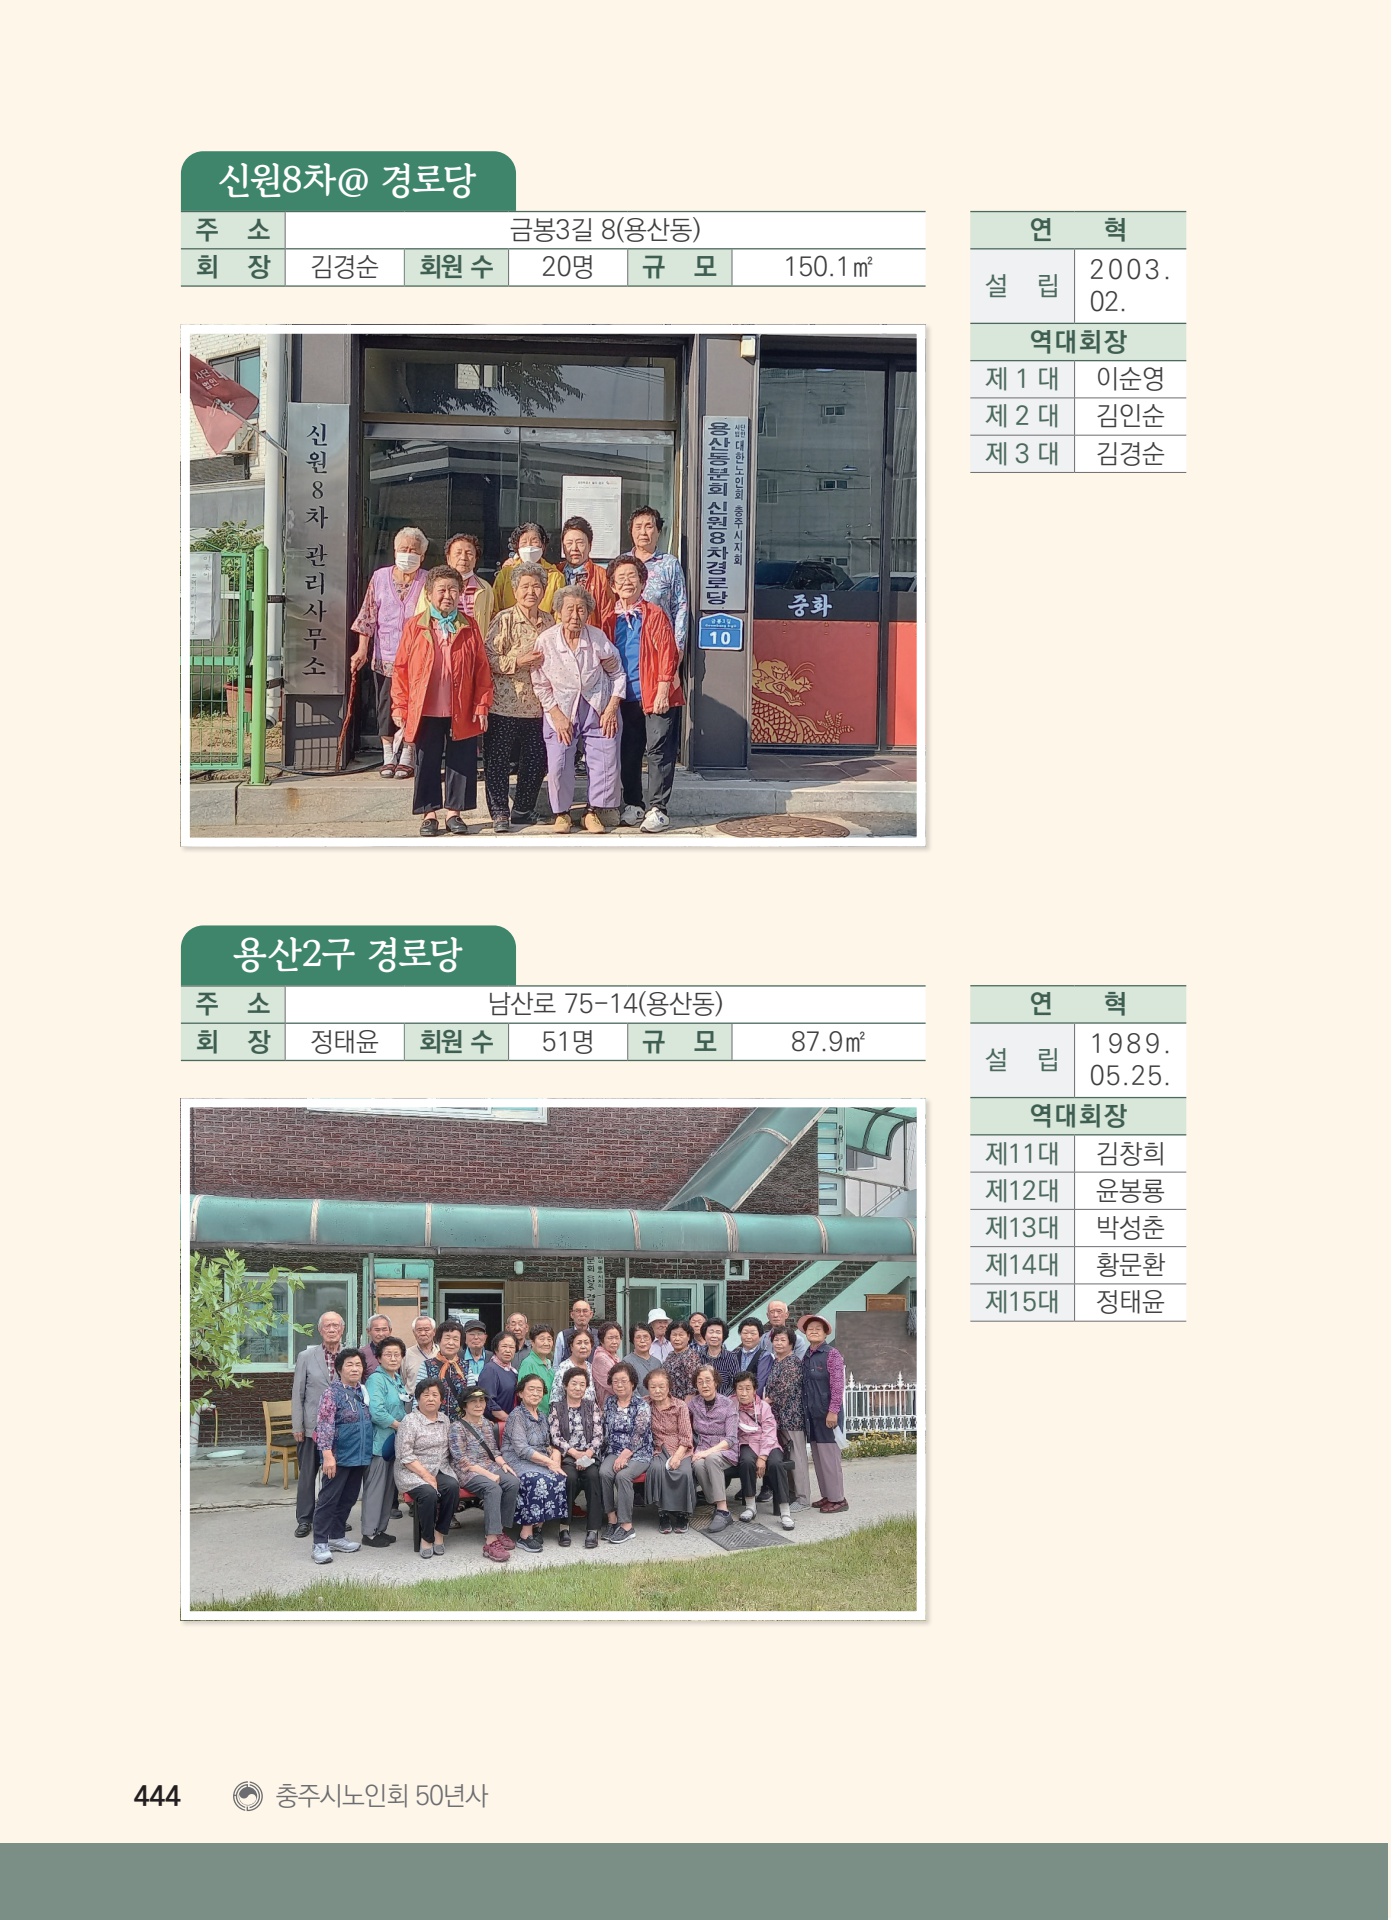 신원8차@ 경로당
주 소 금봉3길 8(용산동)
회 장 김경순 회원 수 20명 규 모 150.1㎡
연 혁
설 립 2003. 02.
역대회장
제 1 대 이순영
제 2 대 김인순
제 3 대 김경순
신원8차 관리사무소
사단법인 대한노인회 충주시지회
용산동분회 신원8차경로당
중화
금봉3길
10
용산2구 경로당
주 소 남산로 75-14(용산동)
회 장 정태윤 회원 수 51명 규 모 87.9㎡
연 혁
설 립 1989. 05.25.
역대회장
제11대 김창희
제12대 윤봉룡
제13대 박성춘
제14대 황문환
제15대 정태윤
444 충주시노인회 50년사